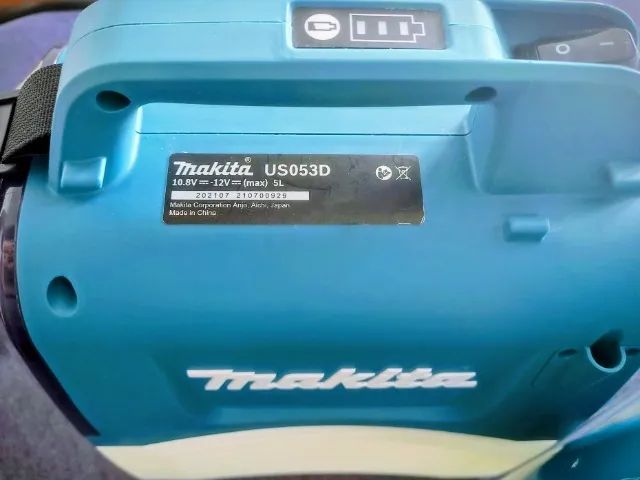 makita® US053D
10.8V⎓-12V⎓(max) 5L
202107 210700929
Makita Corporation Anjo, Aichi, Japan
Made in China
makita
O I